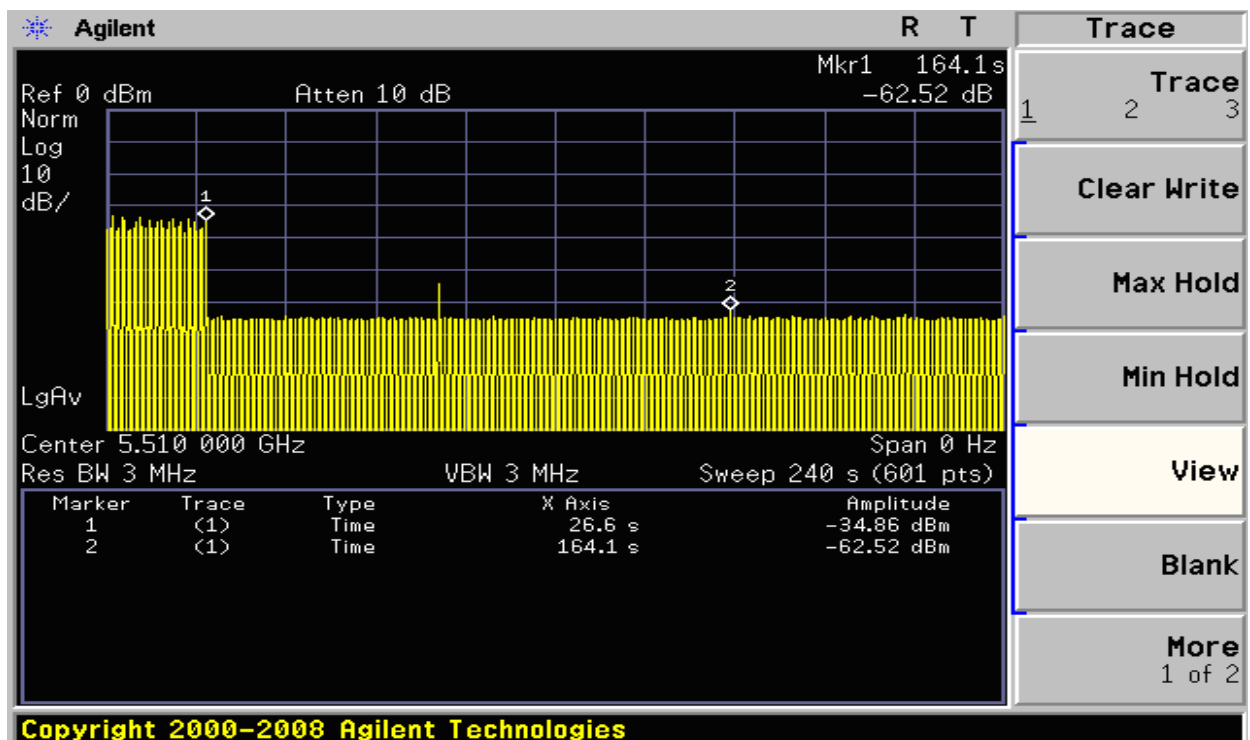 Agilent R T
Trace
Mkr1 164.1s
Ref 0 dBm Atten 10 dB -62.52 dB
Norm
Log
10
dB/
1
2
LgAv
Center 5.510 000 GHz Span 0 Hz
Res BW 3 MHz VBW 3 MHz Sweep 240 s (601 pts)
Marker Trace Type X Axis Amplitude
1 (1) Time 26.6 s -34.86 dBm
2 (1) Time 164.1 s -62.52 dBm
Trace
1 2 3
Clear Write
Max Hold
Min Hold
View
Blank
More
1 of 2
Copyright 2000-2008 Agilent Technologies